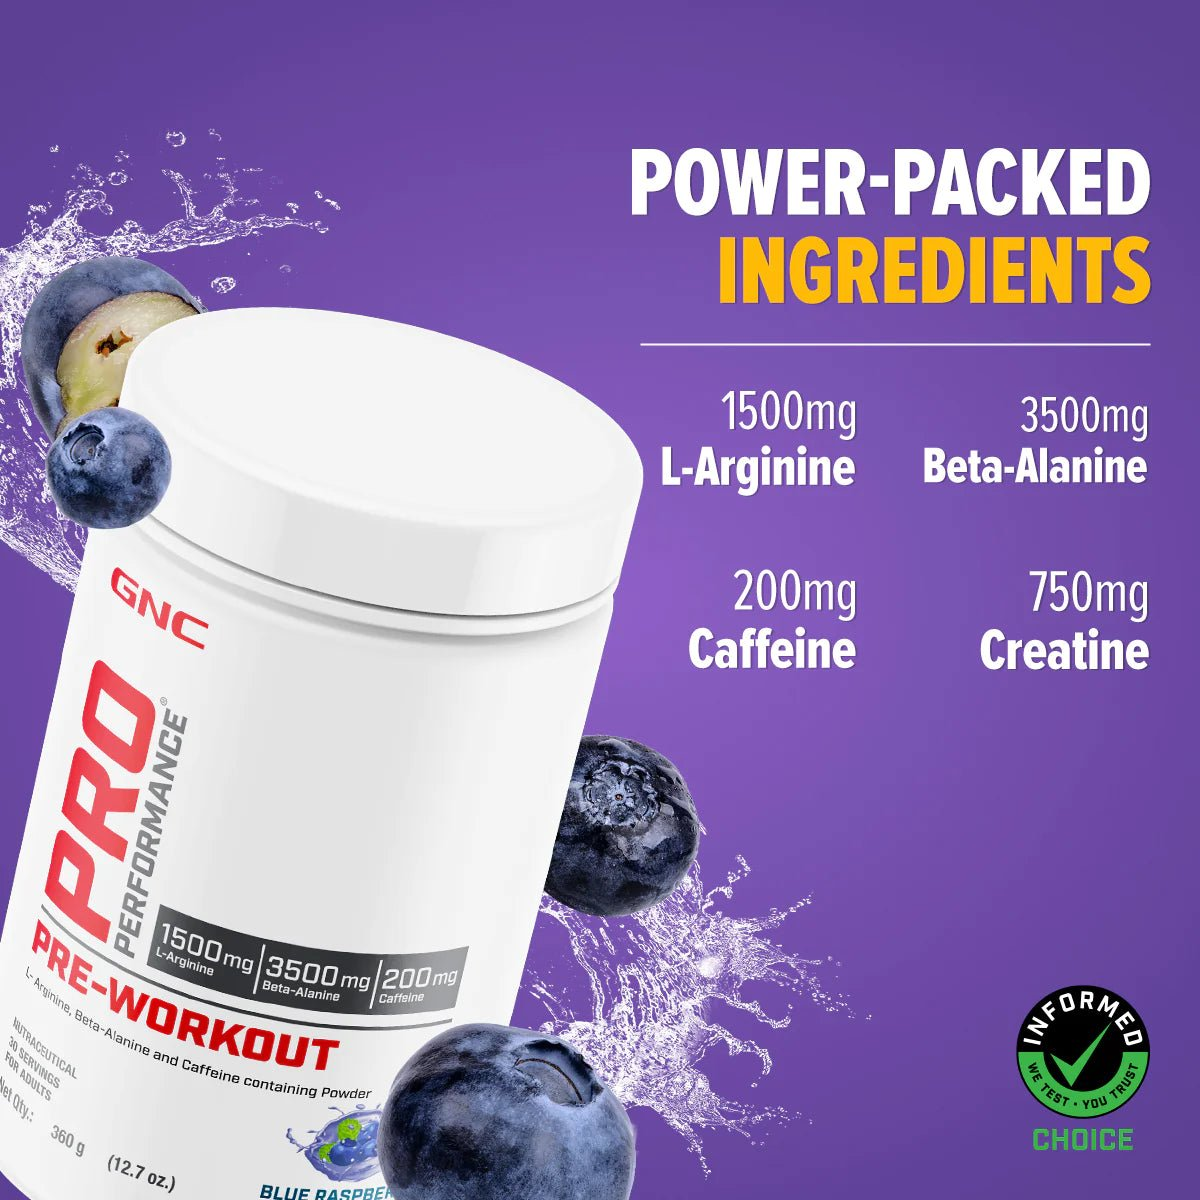 POWER-PACKED
INGREDIENTS
1500mg
L-Arginine
3500mg
Beta-Alanine
200mg
Caffeine
750mg
Creatine
GNC
PRO
PERFORMANCE®
1500mg
L-Arginine
3500mg
Beta-Alanine
200mg
Caffeine
PRE-WORKOUT
L-Arginine, Beta-Alanine and Caffeine containing Powder
NUTRACEUTICAL
30 SERVINGS
FOR ADULTS
Net Qty.:
360 g (12.7 oz.)
BLUE
INFORMED
WE TEST · YOU TRUST
CHOICE